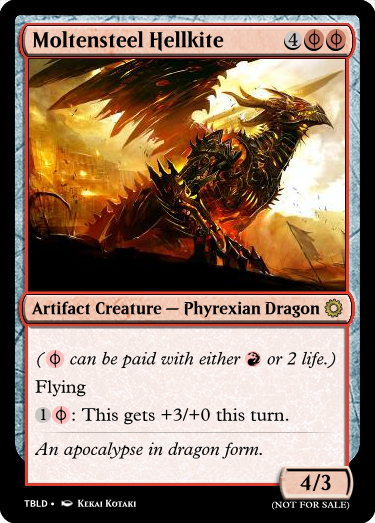 Moltensteel Hellkite 4
Artifact Creature — Phyrexian Dragon
( can be paid with either or 2 life.)
Flying
1 : This gets +3/+0 this turn.
An apocalypse in dragon form.
4/3
TBLD • Kekai Kotaki
(NOT FOR SALE)